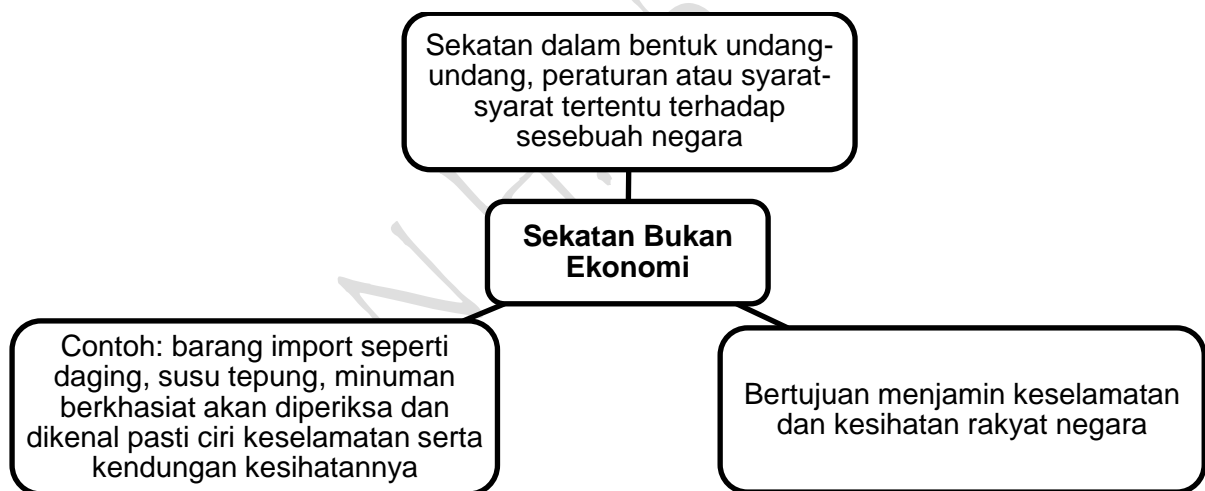 Sekatan dalam bentuk undang-
undang, peraturan atau syarat-
syarat tertentu terhadap
sesebuah negara
Sekatan Bukan
Ekonomi
Contoh: barang import seperti
daging, susu tepung, minuman
berkhasiat akan diperiksa dan
dikenal pasti ciri keselamatan serta
kendungan kesihatannya
Bertujuan menjamin keselamatan
dan kesihatan rakyat negara